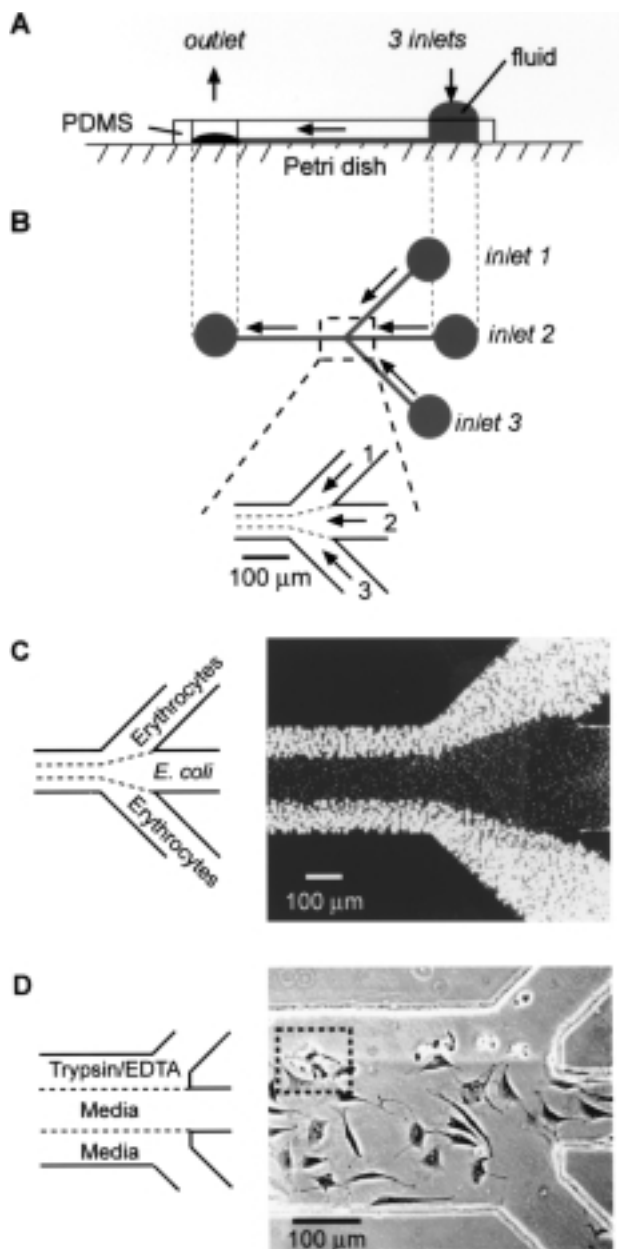 A
outlet
3 inlets
fluid
PDMS
Petri dish
B
inlet 1
inlet 2
inlet 3
1
2
3
100 μm
C
Erythrocytes
E. coli
Erythrocytes
100 μm
D
Trypsin/EDTA
Media
Media
100 μm